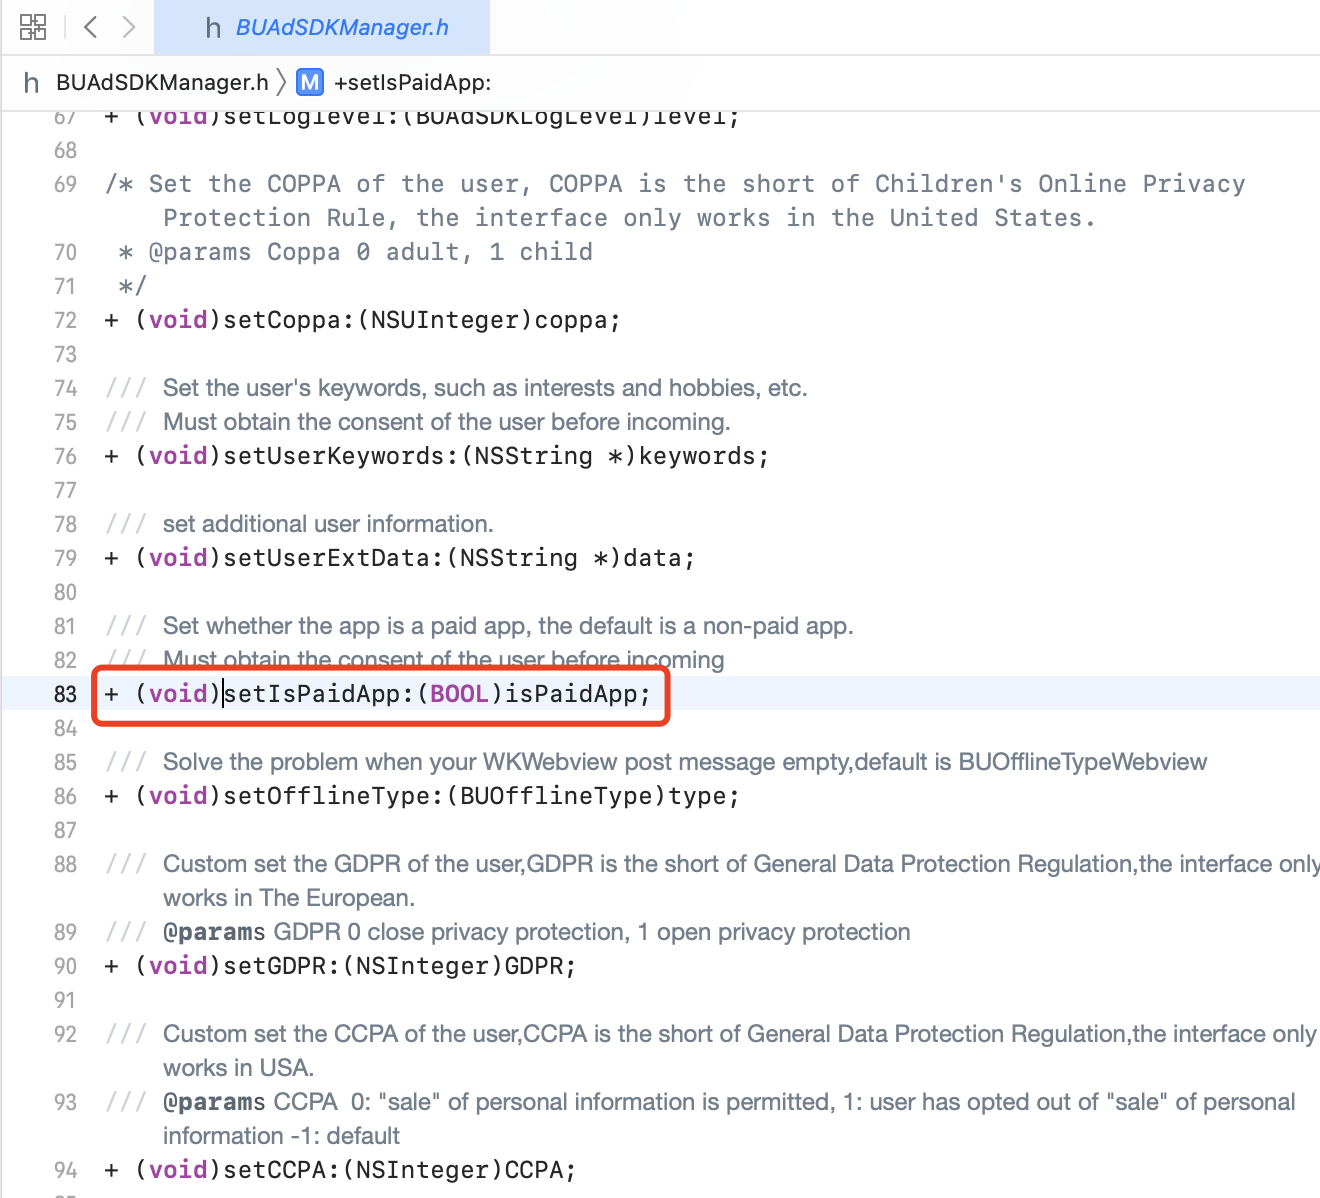 h BUAdSDKManager.h
h BUAdSDKManager.h M +setIsPaidApp:
67 + (void)setLoglevel:(BUAdSDKLogLevel)level;
68
69 /* Set the COPPA of the user, COPPA is the short of Children's Online Privacy
Protection Rule, the interface only works in the United States.
70 * @params Coppa 0 adult, 1 child
71 */
72 + (void)setCoppa:(NSUInteger)coppa;
73
74 /// Set the user's keywords, such as interests and hobbies, etc.
75 /// Must obtain the consent of the user before incoming.
76 + (void)setUserKeywords:(NSString *)keywords;
77
78 /// set additional user information.
79 + (void)setUserExtData:(NSString *)data;
80
81 /// Set whether the app is a paid app, the default is a non-paid app.
82 /// Must obtain the consent of the user before incoming
83 + (void)setIsPaidApp:(BOOL)isPaidApp;
84
85 /// Solve the problem when your WKWebview post message empty,default is BUOfflineTypeWebview
86 + (void)setOfflineType:(BUOfflineType)type;
87
88 /// Custom set the GDPR of the user,GDPR is the short of General Data Protection Regulation,the interface only
works in The European.
89 /// @params GDPR 0 close privacy protection, 1 open privacy protection
90 + (void)setGDPR:(NSInteger)GDPR;
91
92 /// Custom set the CCPA of the user,CCPA is the short of General Data Protection Regulation,the interface only
works in USA.
93 /// @params CCPA  0: "sale" of personal information is permitted, 1: user has opted out of "sale" of personal
information -1: default
94 + (void)setCCPA:(NSInteger)CCPA;